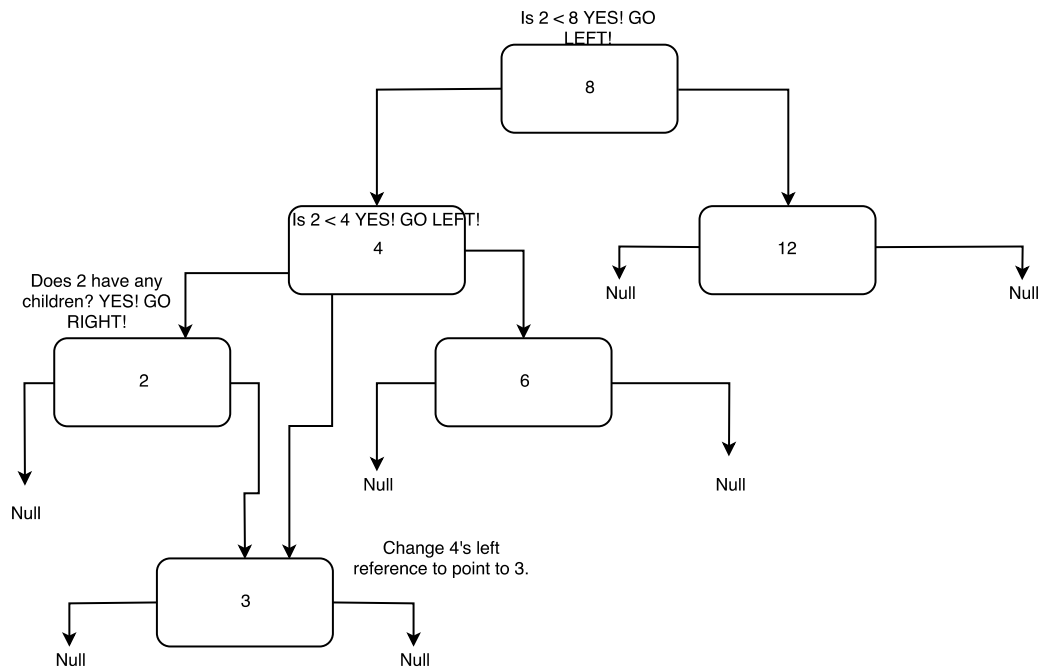 Is 2 < 8 YES! GO
LEFT!
8
Is 2 < 4 YES! GO LEFT!
4
12
Does 2 have any
children? YES! GO
RIGHT!
Null
Null
2
6
Null
Null
Null
Change 4's left
reference to point to 3.
3
Null
Null